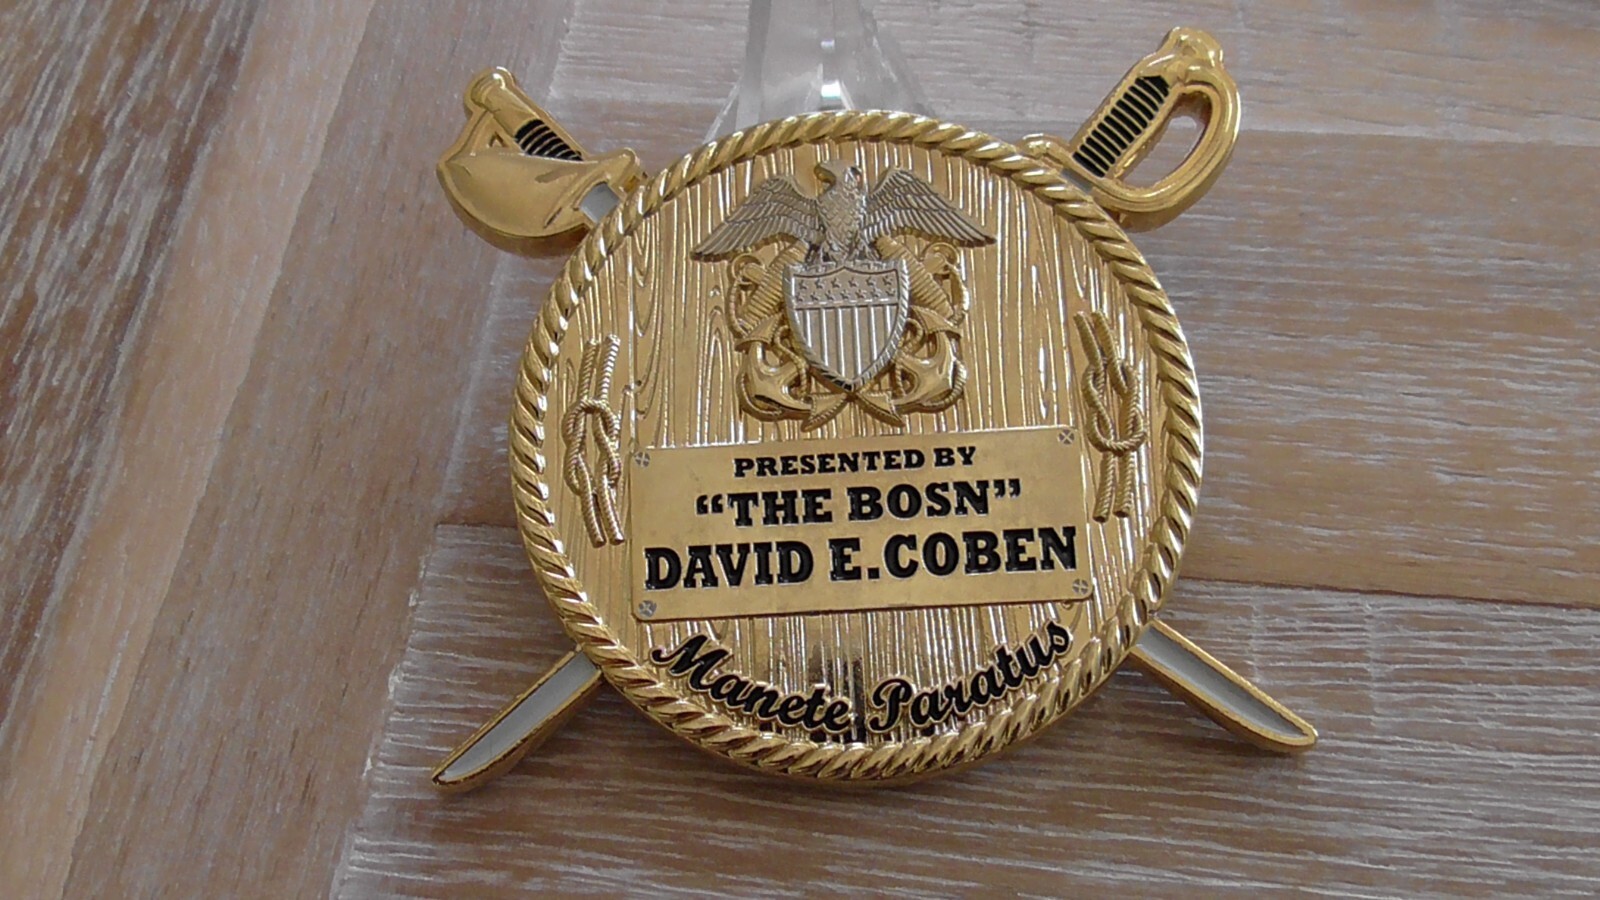 PRESENTED BY
“THE BOSN”
DAVID E.COBEN
Manete Paratus